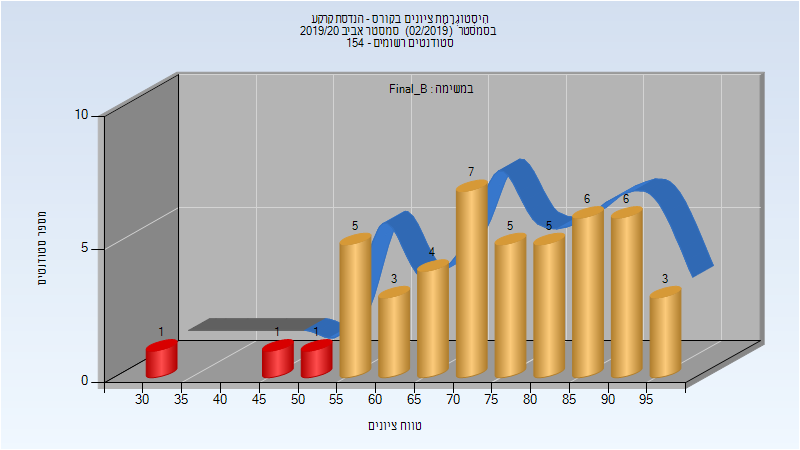 היסטוגרמת ציונים בקורס - הנדסת קרקע
בסמסטר (02/2019) סמסטר אביב 2019/20
סטודנטים רשומים - 154
במשימה : Final_B
מספר סטודנטים
10
5
0
1
1
1
5
3
4
7
5
5
6
6
3
30 35 40 45 50 55 60 65 70 75 80 85 90 95
טווח ציונים